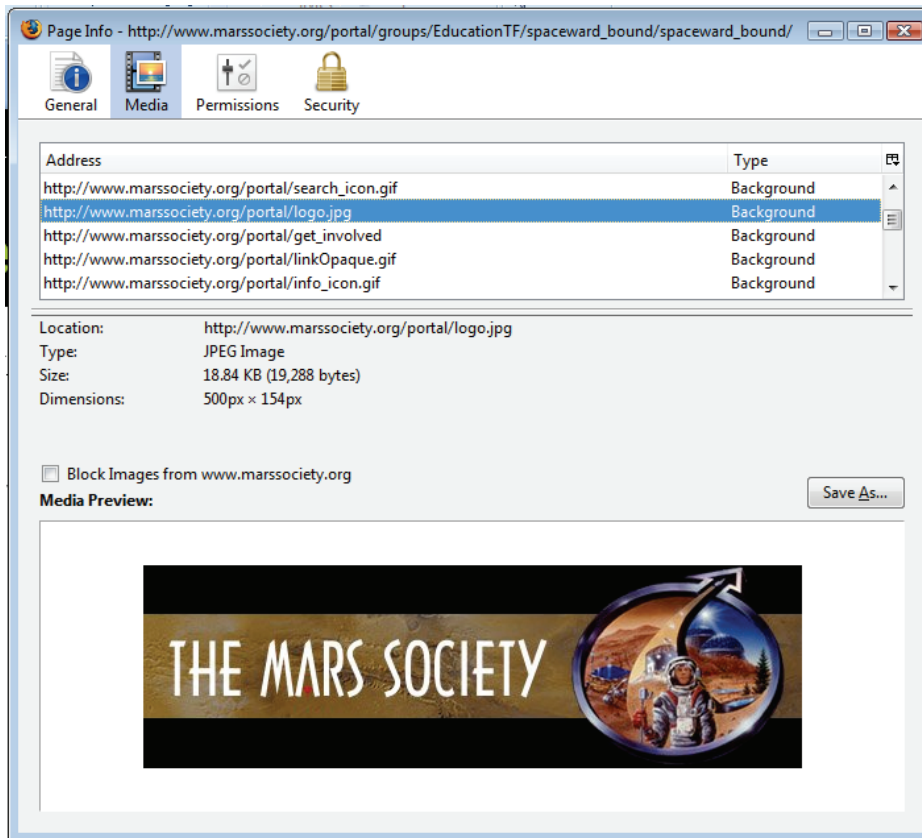 Page Info - http://www.marssociety.org/portal/groups/EducationTF/spaceward_bound/spaceward_bound/
General Media Permissions Security
Address Type
http://www.marssociety.org/portal/search_icon.gif Background
http://www.marssociety.org/portal/logo.jpg Background
http://www.marssociety.org/portal/get_involved Background
http://www.marssociety.org/portal/linkOpaque.gif Background
http://www.marssociety.org/portal/info_icon.gif Background
Location: http://www.marssociety.org/portal/logo.jpg
Type: JPEG Image
Size: 18.84 KB (19,288 bytes)
Dimensions: 500px × 154px
Block Images from www.marssociety.org
Save As...
Media Preview:
THE MARS SOCIETY